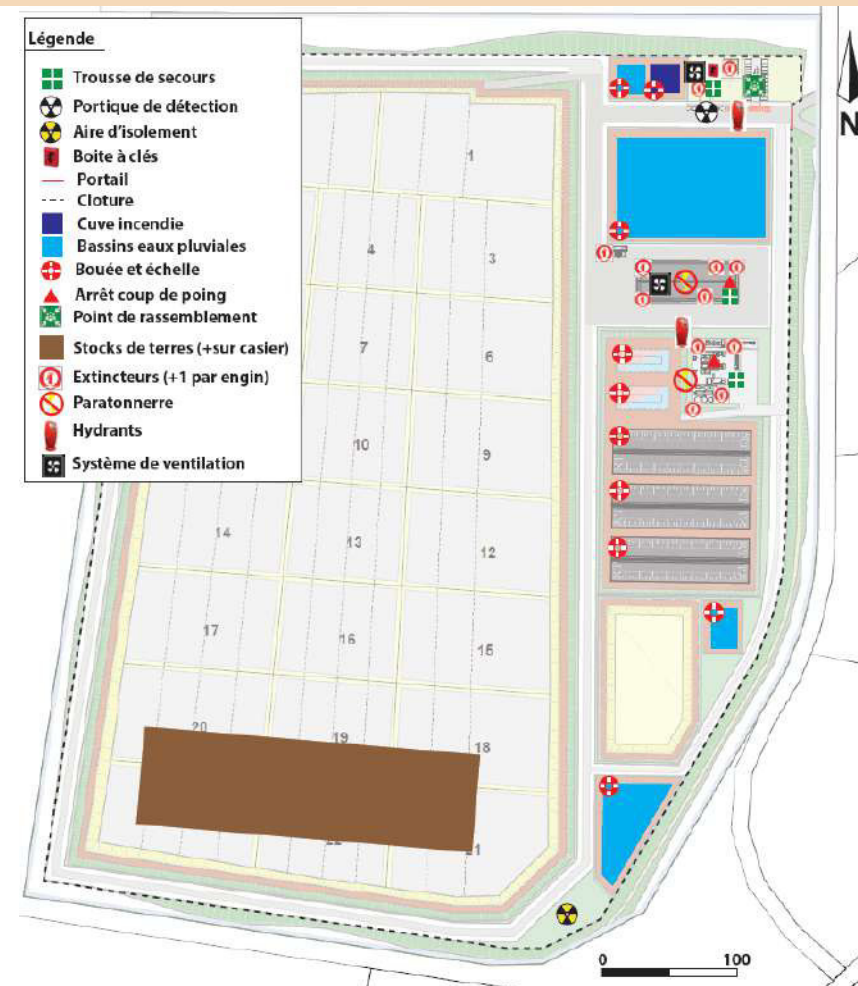 Légende
Trousse de secours
Portique de détection
Aire d'isolement
Boite à clés
Portail
Cloture
Cuve incendie
Bassins eaux pluviales
Bouée et échelle
Arrêt coup de poing
Point de rassemblement
Stocks de terres (+sur casier)
Extincteurs (+1 par engin)
Paratonnerre
Hydrants
Système de ventilation
N
1
4
3
7
6
10
9
14
13
12
17
16
15
20
19
18
22
21
0 100